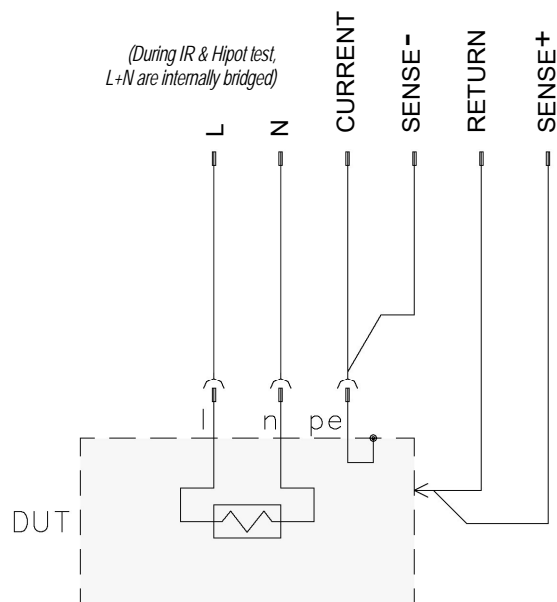 (During IR & Hipot test,
L+N are internally bridged)
L
N
CURRENT
SENSE-
RETURN
SENSE+
l
n
pe
DUT